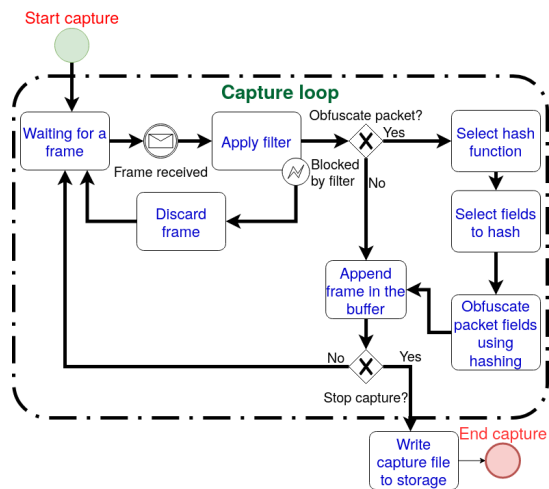 Start capture
Capture loop
Waiting for a
frame
Frame received
Apply filter
Obfuscate packet?
Yes
Blocked
by filter
No
Discard
frame
Select hash
function
Select fields
to hash
Obfuscate
packet fields
using
hashing
Append
frame in the
buffer
No
Yes
Stop capture?
Write
capture file
to storage
End capture